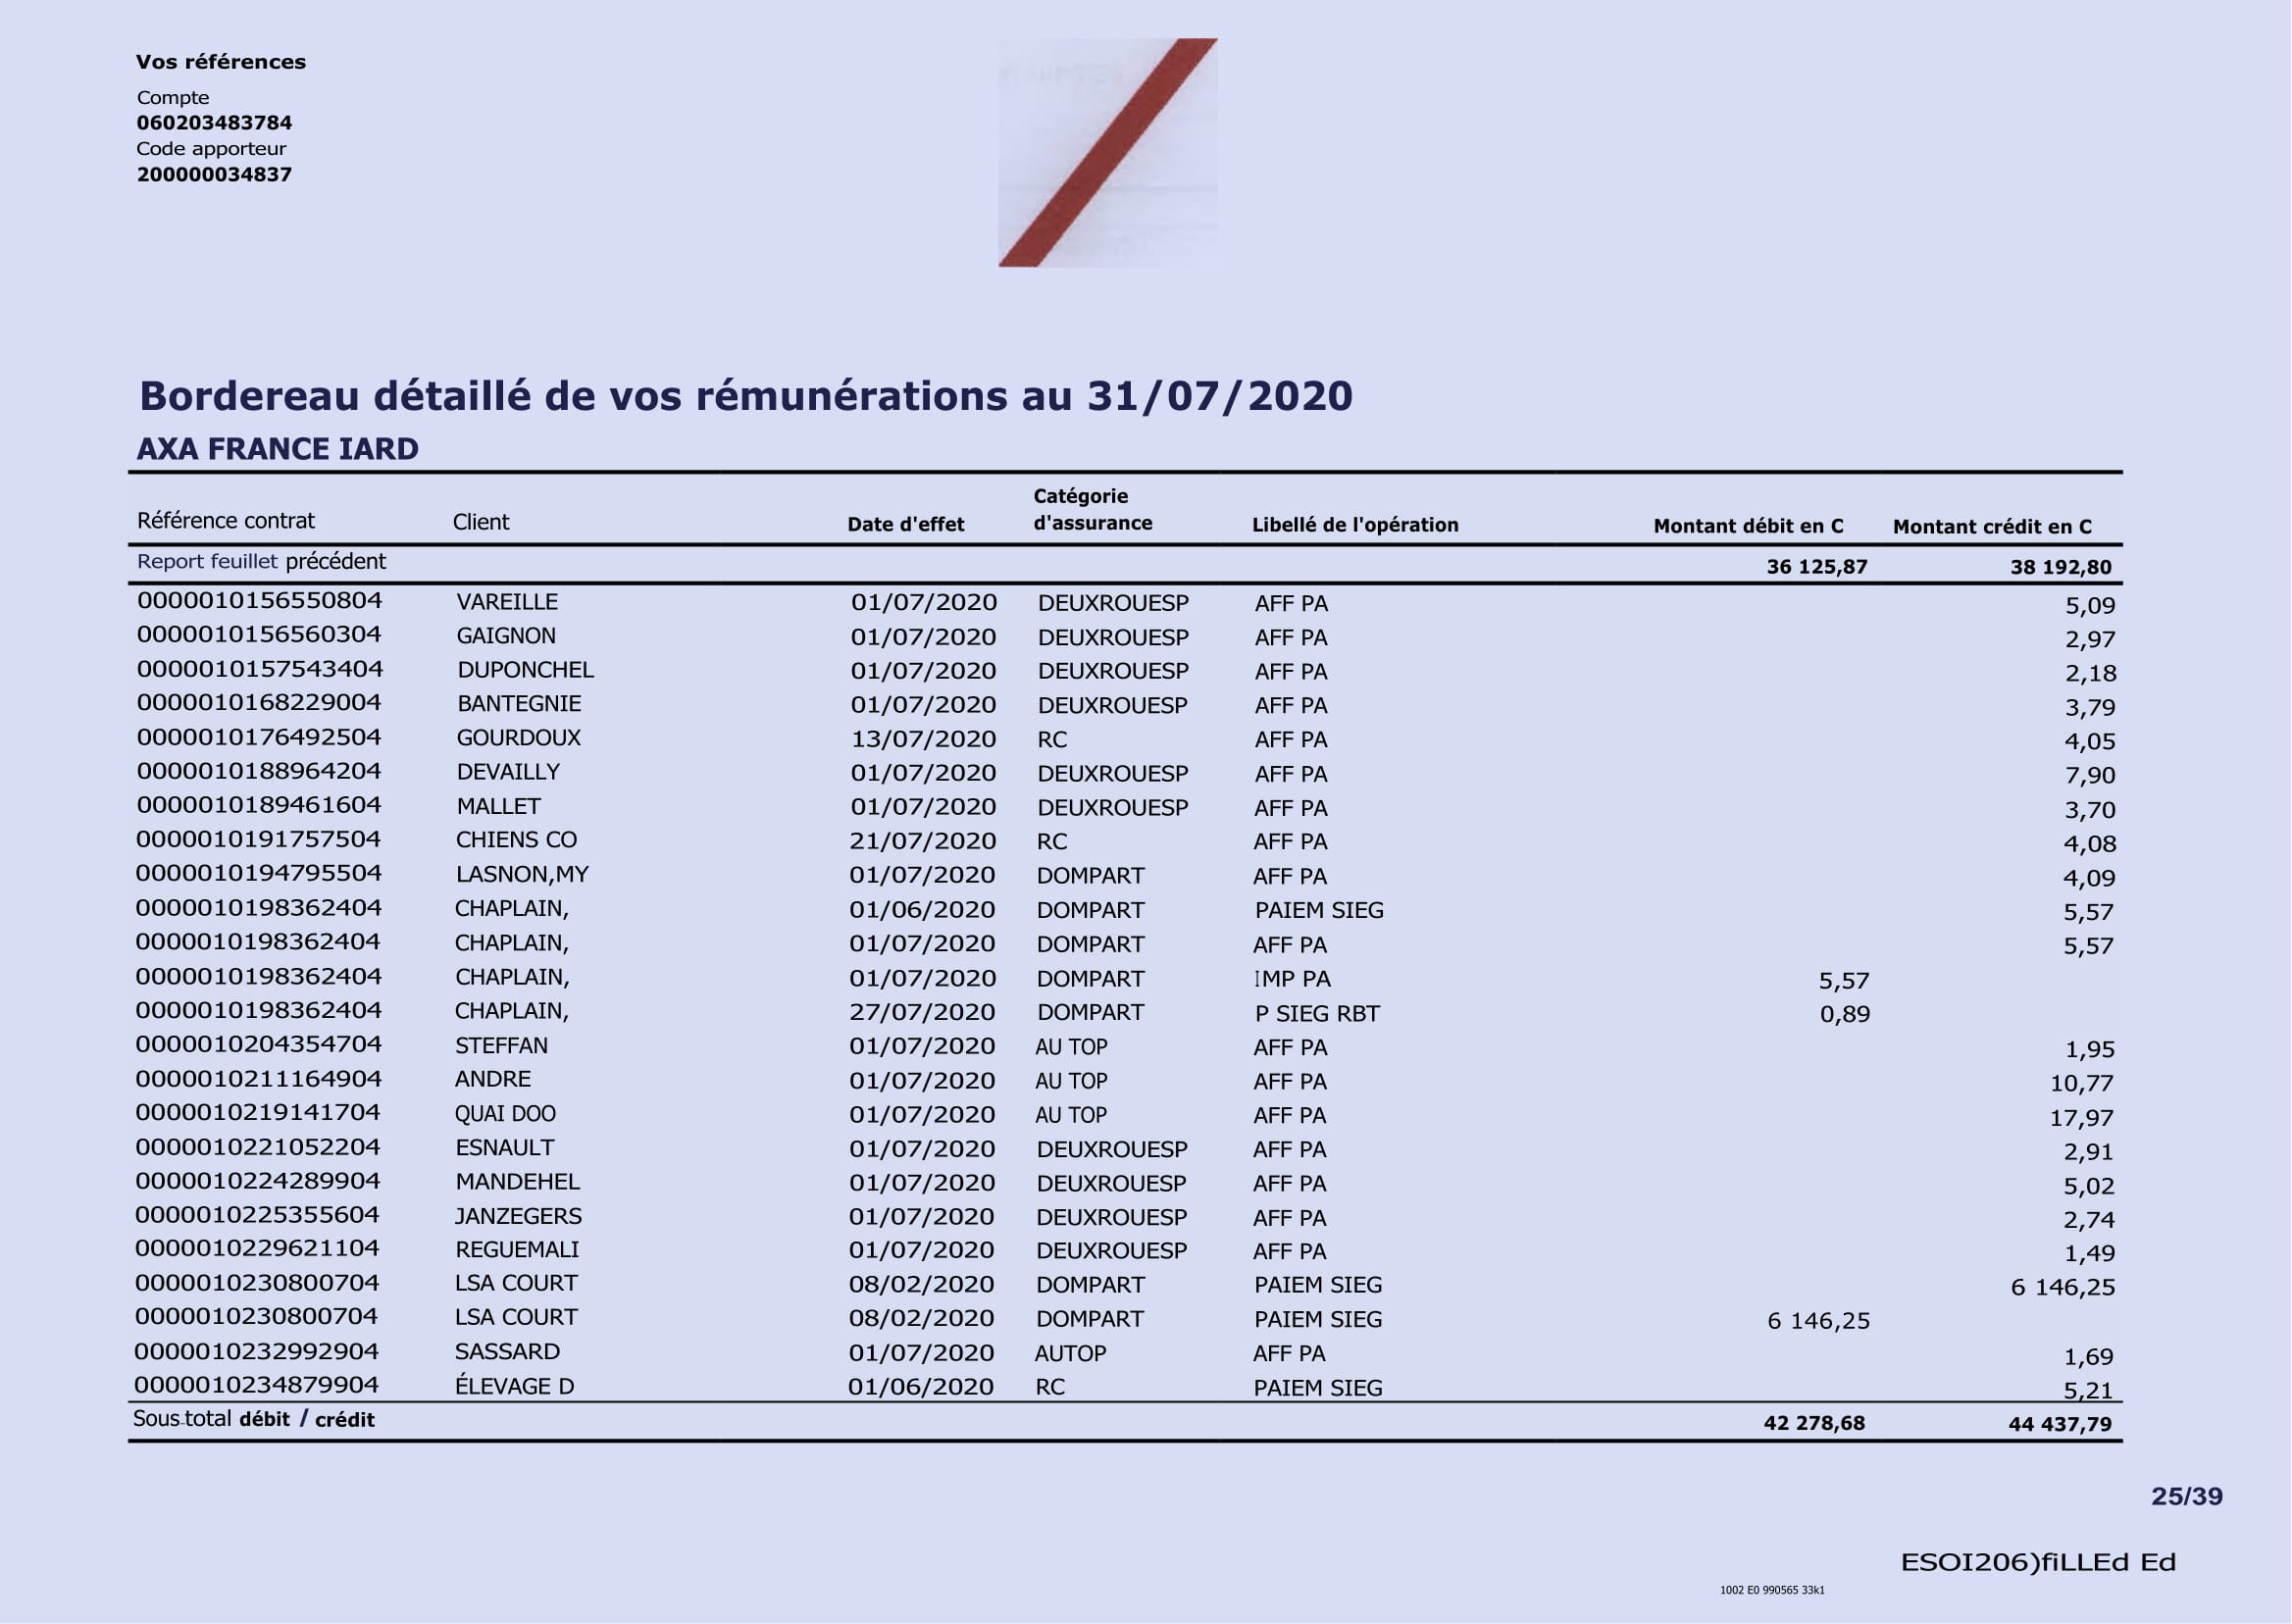 Vos références
Compte
060203483784
Code apporteur
200000034837
Bordereau détaillé de vos rémunérations au 31/07/2020
AXA FRANCE IARD
Référence contrat Client Date d'effet Catégorie d'assurance Libellé de l'opération Montant débit en C Montant crédit en C
Report feuillet précédent 36 125,87 38 192,80
0000010156550804 VAREILLE 01/07/2020 DEUXROUESP AFF PA 5,09
0000010156560304 GAIGNON 01/07/2020 DEUXROUESP AFF PA 2,97
0000010157543404 DUPONCHEL 01/07/2020 DEUXROUESP AFF PA 2,18
0000010168229004 BANTEGNIE 01/07/2020 DEUXROUESP AFF PA 3,79
0000010176492504 GOURDOUX 13/07/2020 RC AFF PA 4,05
0000010188964204 DEVAILLY 01/07/2020 DEUXROUESP AFF PA 7,90
0000010189461604 MALLET 01/07/2020 DEUXROUESP AFF PA 3,70
0000010191757504 CHIENS CO 21/07/2020 RC AFF PA 4,08
0000010194795504 LASNON,MY 01/07/2020 DOMPART AFF PA 4,09
0000010198362404 CHAPLAIN, 01/06/2020 DOMPART PAIEM SIEG 5,57
0000010198362404 CHAPLAIN, 01/07/2020 DOMPART AFF PA 5,57
0000010198362404 CHAPLAIN, 01/07/2020 DOMPART IMP PA 5,57
0000010198362404 CHAPLAIN, 27/07/2020 DOMPART P SIEG RBT 0,89
0000010204354704 STEFFAN 01/07/2020 AU TOP AFF PA 1,95
0000010211164904 ANDRE 01/07/2020 AU TOP AFF PA 10,77
0000010219141704 QUAI DOO 01/07/2020 AU TOP AFF PA 17,97
0000010221052204 ESNAULT 01/07/2020 DEUXROUESP AFF PA 2,91
0000010224289904 MANDEHEL 01/07/2020 DEUXROUESP AFF PA 5,02
0000010225355604 JANZEGERS 01/07/2020 DEUXROUESP AFF PA 2,74
0000010229621104 REGUEMALI 01/07/2020 DEUXROUESP AFF PA 1,49
0000010230800704 LSA COURT 08/02/2020 DOMPART PAIEM SIEG 6 146,25
0000010230800704 LSA COURT 08/02/2020 DOMPART PAIEM SIEG 6 146,25
0000010232992904 SASSARD 01/07/2020 AUTOP AFF PA 1,69
0000010234879904 ÉLEVAGE D 01/06/2020 RC PAIEM SIEG 5,21
Sous-total débit / crédit 42 278,68 44 437,79
25/39
ESOI206)fiLLEd Ed
1002 E0 990565 33k1